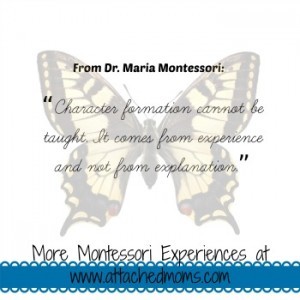 From Dr. Maria Montessori:
“Character formation cannot be
taught. It comes from experience
and not from explanation.”
More Montessori Experiences at
www.attachedmoms.com